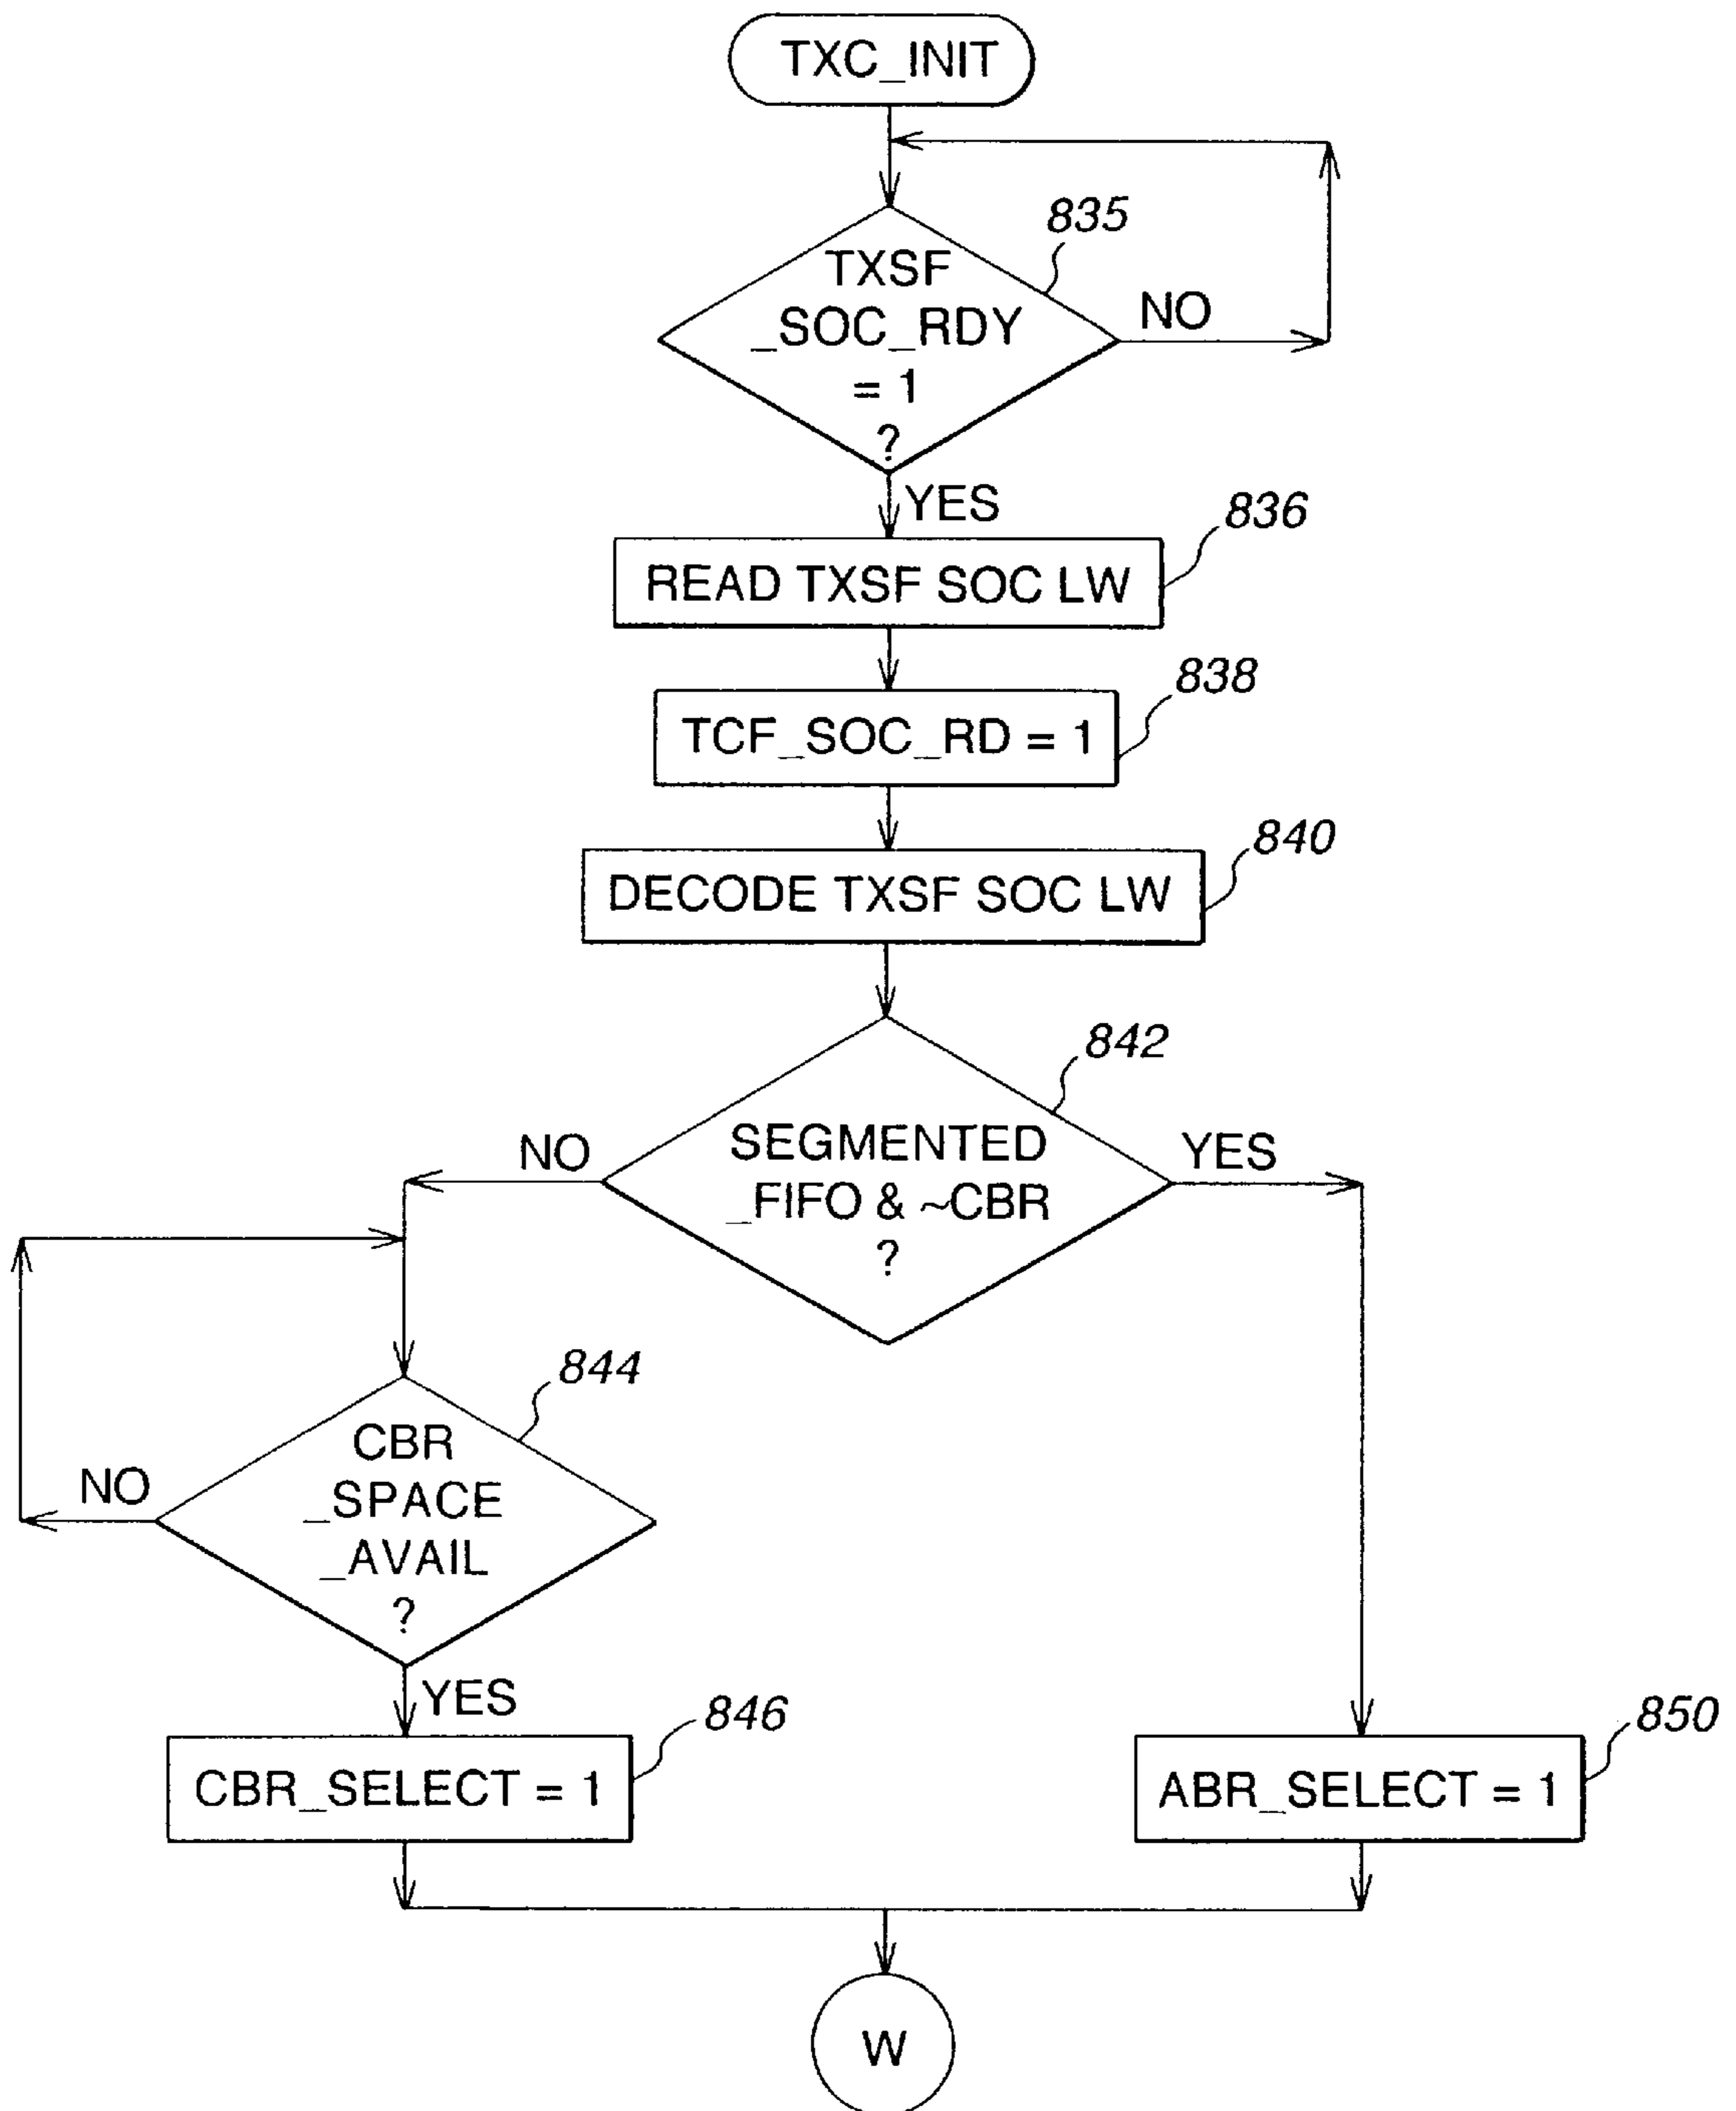 TXC_INIT
835
TXSF
_SOC_RDY
= 1
?
NO
YES
836
READ TXSF SOC LW
838
TCF_SOC_RD = 1
840
DECODE TXSF SOC LW
842
SEGMENTED
_FIFO & ~CBR
?
NO
YES
844
CBR
_SPACE
_AVAIL
?
NO
YES
846
CBR_SELECT = 1
850
ABR_SELECT = 1
W